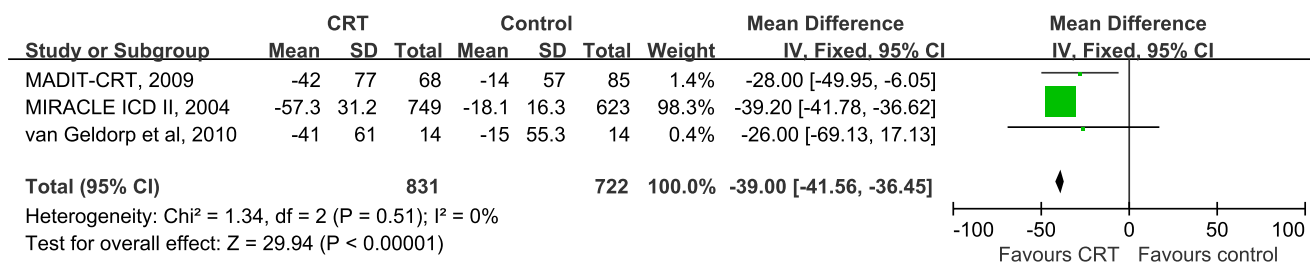 CRT Control Mean Difference Mean Difference
Study or Subgroup Mean SD Total Mean SD Total Weight IV, Fixed, 95% CI IV, Fixed, 95% CI
MADIT-CRT, 2009 -42 77 68 -14 57 85 1.4% -28.00 [-49.95, -6.05]
MIRACLE ICD II, 2004 -57.3 31.2 749 -18.1 16.3 623 98.3% -39.20 [-41.78, -36.62]
van Geldorp et al, 2010 -41 61 14 -15 55.3 14 0.4% -26.00 [-69.13, 17.13]
Total (95% CI) 831 722 100.0% -39.00 [-41.56, -36.45]
Heterogeneity: Chi² = 1.34, df = 2 (P = 0.51); I² = 0%
Test for overall effect: Z = 29.94 (P < 0.00001)
-100 -50 0 50 100
Favours CRT Favours control